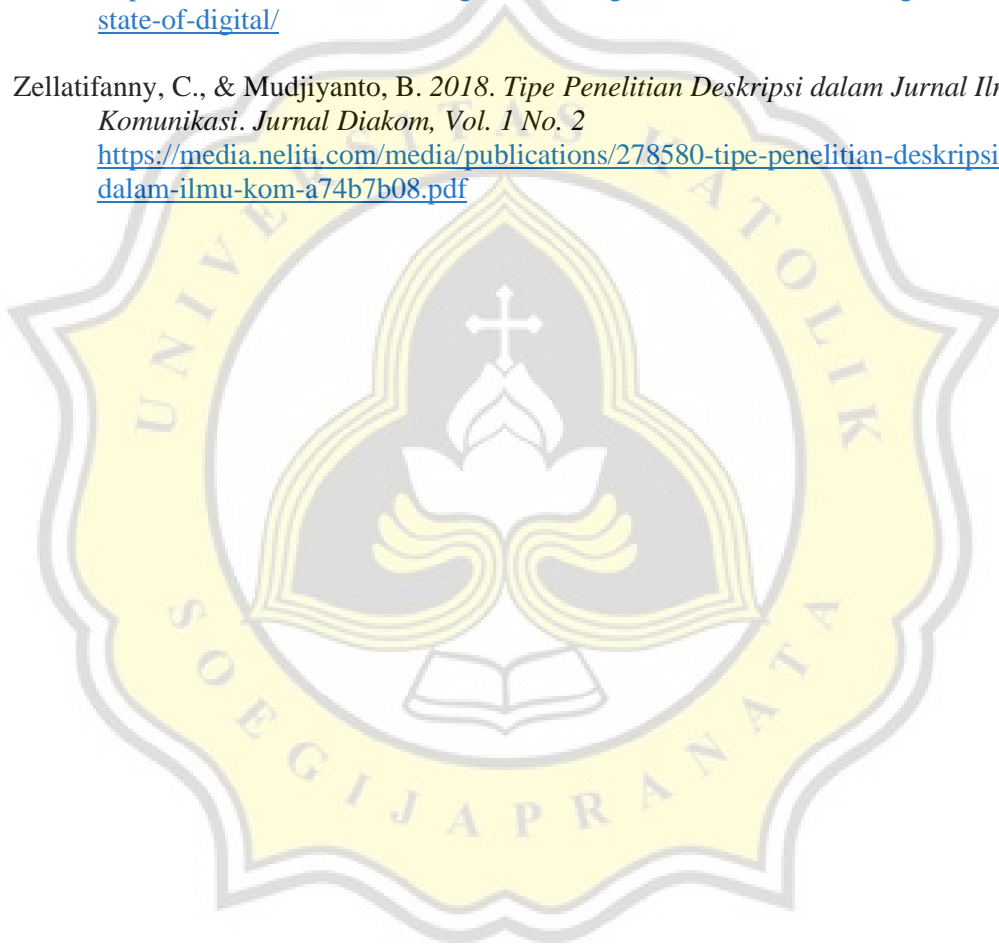 state-of-digital/
Zellatifanny, C., & Mudjiyanto, B. 2018. Tipe Penelitian Deskripsi dalam Jurnal
Komunikasi. Jurnal Diakom, Vol. 1 No. 2
https://media.neliti.com/media/publications/278580-tipe-penelitian-deskripsi
dalam-ilmu-kom-a74b7b08.pdf
UNIVERSITAS KATOLIK
SOEGIJAPRANATA